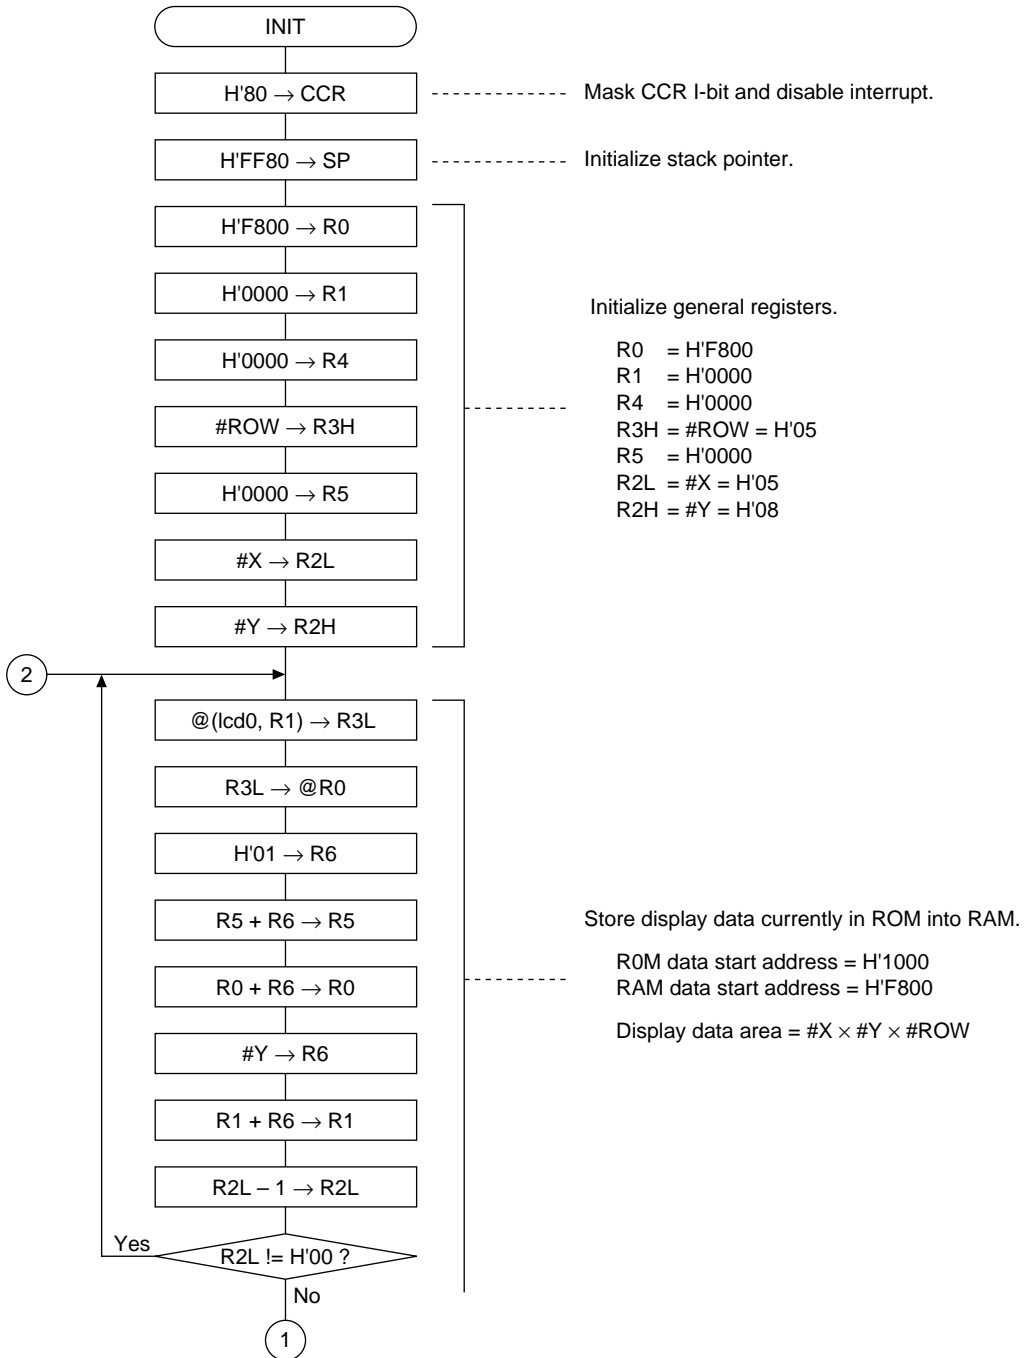 INIT
H'80 → CCR
Mask CCR I-bit and disable interrupt.
H'FF80 → SP
Initialize stack pointer.
H'F800 → R0
H'0000 → R1
H'0000 → R4
#ROW → R3H
H'0000 → R5
#X → R2L
#Y → R2H
Initialize general registers.
R0 = H'F800
R1 = H'0000
R4 = H'0000
R3H = #ROW = H'05
R5 = H'0000
R2L = #X = H'05
R2H = #Y = H'08
2
@(lcd0, R1) → R3L
R3L → @R0
H'01 → R6
R5 + R6 → R5
R0 + R6 → R0
#Y → R6
R1 + R6 → R1
R2L – 1 → R2L
Store display data currently in ROM into RAM.
R0M data start address = H'1000
RAM data start address = H'F800
Display data area = #X × #Y × #ROW
Yes
R2L != H'00 ?
No
1